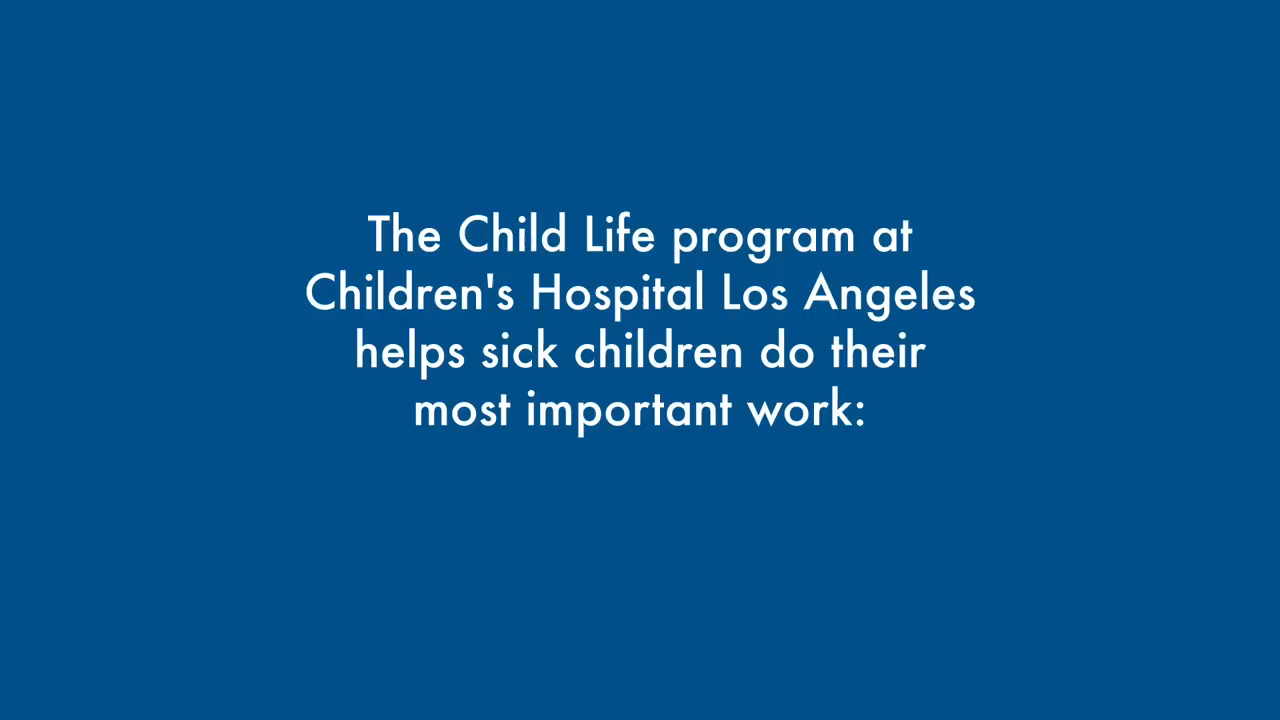 The Child Life program at
Children's Hospital Los Angeles
helps sick children do their
most important work: